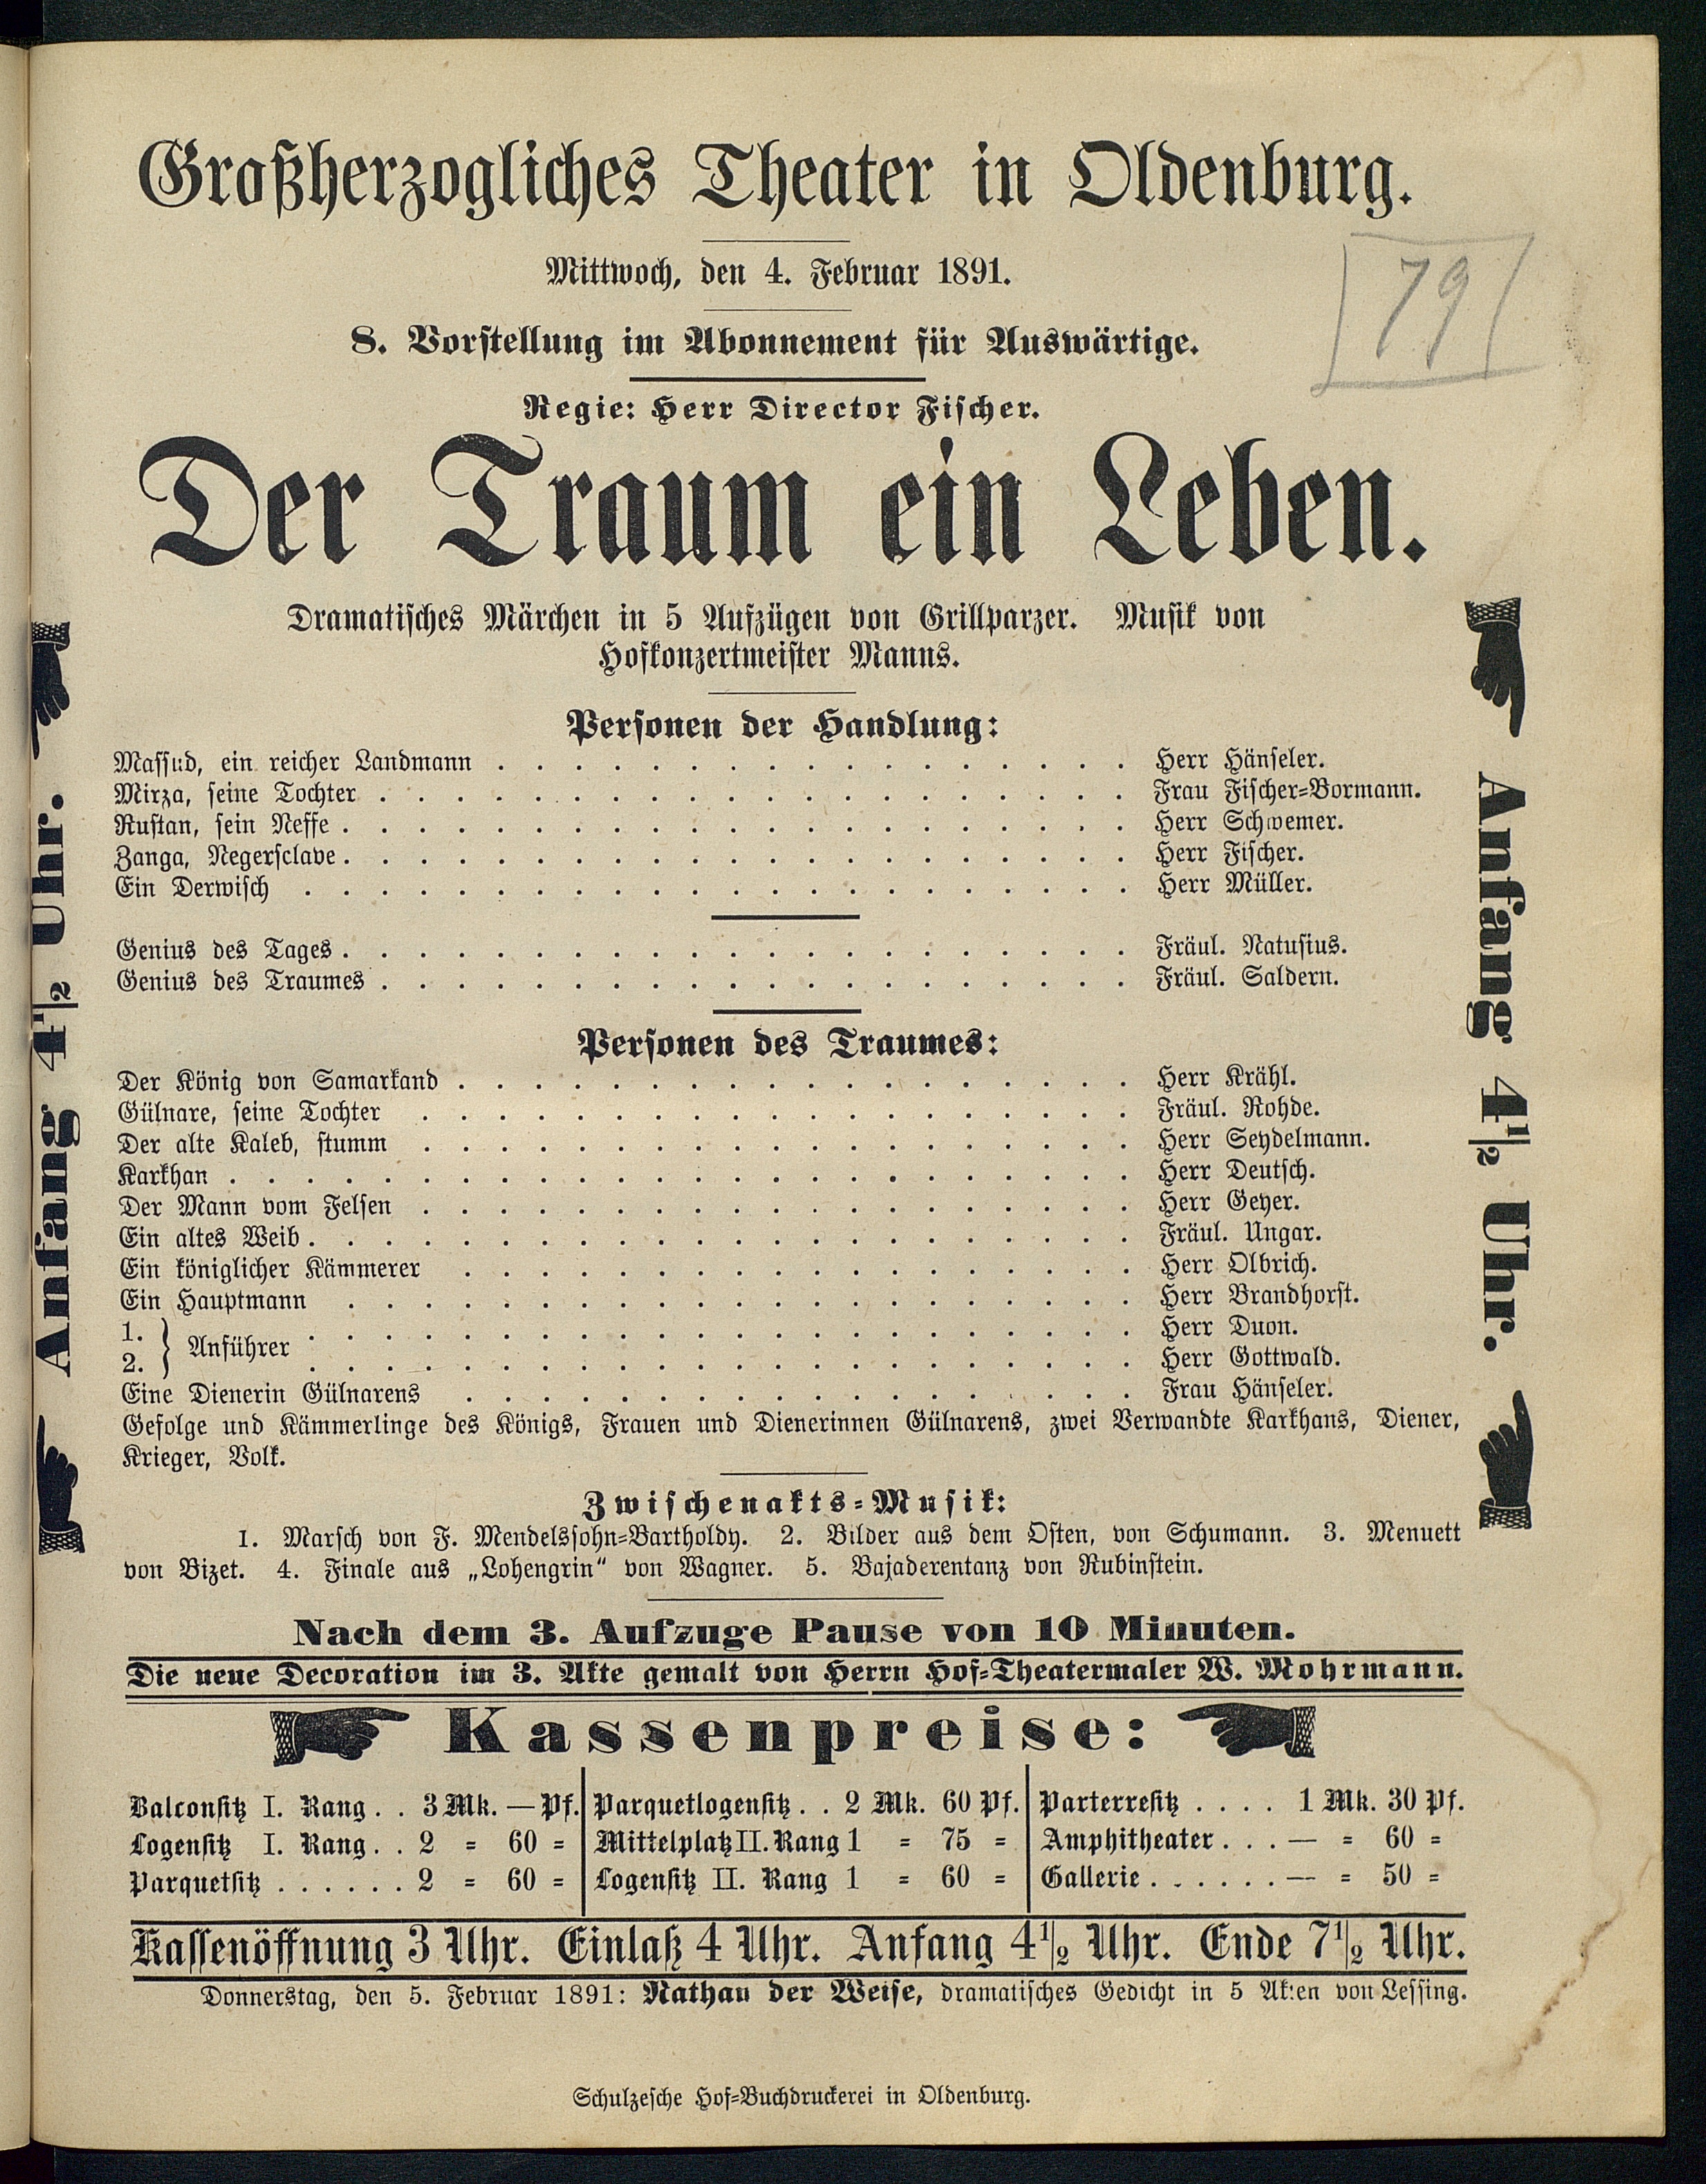 Großherzogliches Theater in Oldenburg.
Mittwoch, den 4. Februar 1891.
79
8. Vorstellung im Abonnement für Auswärtige.
Regie: Herr Director Fischer.
Der Traum ein Leben.
Dramatisches Märchen in 5 Aufzügen von Grillparzer. Musik von
Hofkonzertmeister Manns.
Personen der Handlung:
Massud, ein reicher Landmann . . . . . . . . . . . . . . . . . Herr Hänseler.
Mirza, seine Tochter . . . . . . . . . . . . . . . . . . . . Frau Fischer=Bormann.
Rustan, sein Neffe . . . . . . . . . . . . . . . . . . . . . Herr Schwemer.
Zanga, Negersclave . . . . . . . . . . . . . . . . . . . . . Herr Fischer.
Ein Derwisch . . . . . . . . . . . . . . . . . . . . . . Herr Müller.
Genius des Tages . . . . . . . . . . . . . . . . . . . . . Fräul. Natusius.
Genius des Traumes . . . . . . . . . . . . . . . . . . . . Fräul. Saldern.
Personen des Traumes:
Der König von Samarkand . . . . . . . . . . . . . . . . . . Herr Krähl.
Gülnare, seine Tochter . . . . . . . . . . . . . . . . . . . Fräul. Rohde.
Der alte Kaleb, stumm . . . . . . . . . . . . . . . . . . . Herr Seydelmann.
Karkhan . . . . . . . . . . . . . . . . . . . . . . . . Herr Deutsch.
Der Mann vom Felsen . . . . . . . . . . . . . . . . . . . Herr Geyer.
Ein altes Weib . . . . . . . . . . . . . . . . . . . . . . Fräul. Ungar.
Ein königlicher Kämmerer . . . . . . . . . . . . . . . . . . Herr Olbrich.
Ein Hauptmann . . . . . . . . . . . . . . . . . . . . . Herr Brandhorst.
1. } Anführer . . . . . . . . . . . . . . . . . . . . . . Herr Duon.
2. } . . . . . . . . . . . . . . . . . . . . . . Herr Gottwald.
Eine Dienerin Gülnarens . . . . . . . . . . . . . . . . . . Frau Hänseler.
Gefolge und Kämmerlinge des Königs, Frauen und Dienerinnen Gülnarens, zwei Verwandte Karkhans, Diener,
Krieger, Volk.
Zwischenakts=Musik:
1. Marsch von F. Mendelssohn=Bartholdy. 2. Bilder aus dem Osten, von Schumann. 3. Menuett
von Bizet. 4. Finale aus „Lohengrin“ von Wagner. 5. Bajaderentanz von Rubinstein.
Nach dem 3. Aufzuge Pause von 10 Minuten.
Die neue Decoration im 3. Akte gemalt von Herrn Hof=Theatermaler W. Mohrmann.
Kassenpreise:
Balconsitz I. Rang . . 3 Mk. — Pf. Parquetlogensitz . . 2 Mk. 60 Pf. Parterresitz . . . . 1 Mk. 30 Pf.
Logensitz I. Rang . . 2 = 60 = Mittelplatz II. Rang 1 = 75 = Amphitheater . . . — = 60 =
Parquetsitz . . . . . . 2 = 60 = Logensitz II. Rang 1 = 60 = Gallerie . . . . . . — = 50 =
Kassenöffnung 3 Uhr. Einlaß 4 Uhr. Anfang 4½ Uhr. Ende 7½ Uhr.
Donnerstag, den 5. Februar 1891: Nathan der Weise, dramatisches Gedicht in 5 Akten von Lessing.
Schulzesche Hof=Buchdruckerei in Oldenburg.
Anfang 4½ Uhr.
Anfang 4½ Uhr.